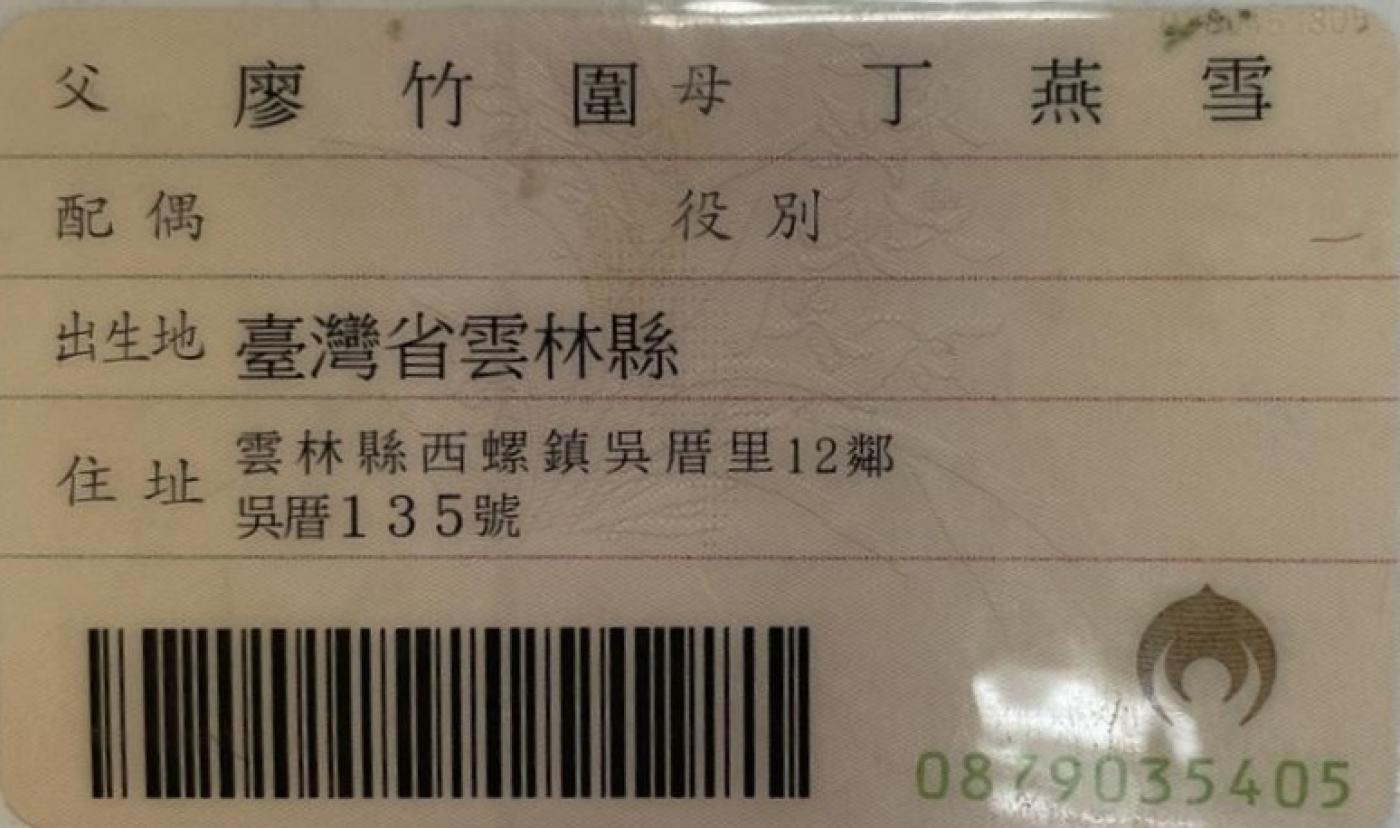 父 廖竹圍 母 丁燕雪
配偶 役別
出生地 臺灣省雲林縣
住址 雲林縣西螺鎮吳厝里12鄰
吳厝135號
0879035405